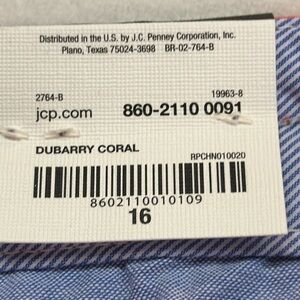 Distributed in the U.S. by J.C. Penney Corporation, Inc.
Plano, Texas 75024-3698 BR-02-764-B
2764-B 19963-8
jcp.com 860-2110 0091
DUBARRY CORAL
RPCHN010020
8602110010109
16